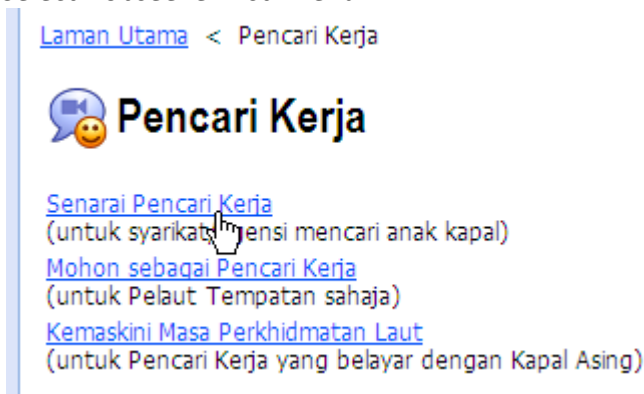 Laman Utama < Pencari Kerja
Pencari Kerja
Senarai Pencari Kerja
(untuk syarikat mencari anak kapal)
Mohon sebagai Pencari Kerja
(untuk Pelaut Tempatan sahaja)
Kemaskini Masa Perkhidmatan Laut
(untuk Pencari Kerja yang belayar dengan Kapal Asing)